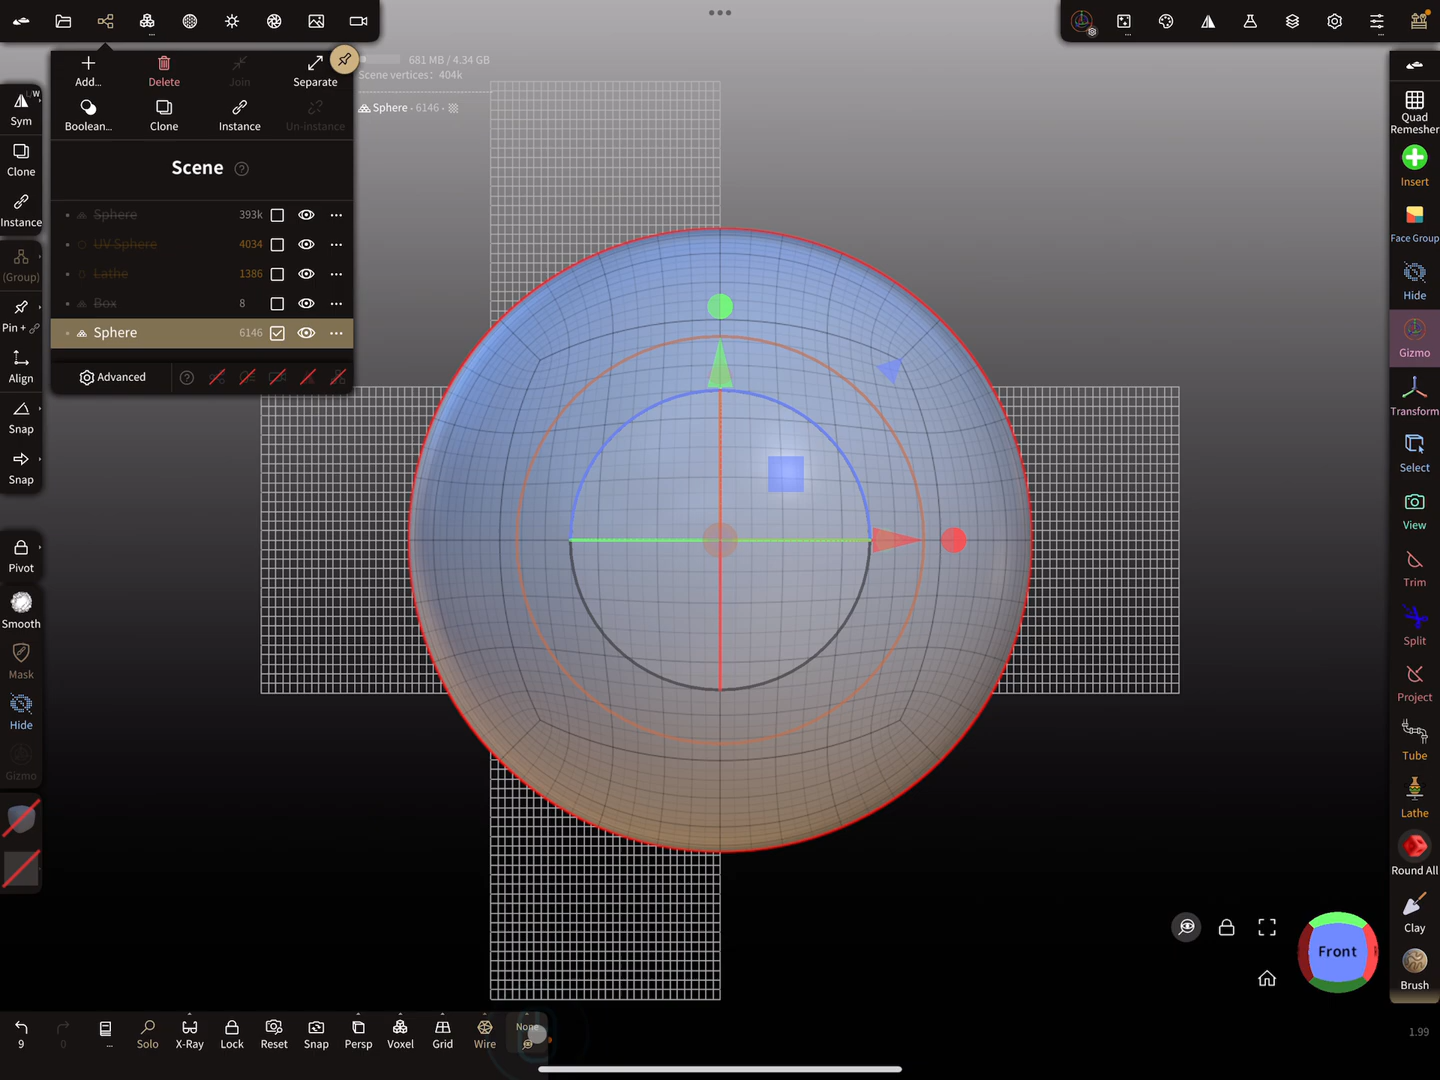 Add...
Delete
Join
Separate
Boolean...
Clone
Instance
Un-instance
Scene
Sphere 393k
UV Sphere 4034
Lathe 1386
Box 8
Sphere 6146
Advanced
681 MB / 4.34 GB
Scene vertices: 404k
Sphere · 6146 ·
L/W
Sym
Clone
Instance
(Group)
Pin +
Align
Snap
Snap
Pivot
Smooth
Mask
Hide
Gizmo
Quad
Remesher
Insert
Face Group
Hide
Gizmo
Transform
Select
View
Trim
Split
Project
Tube
Lathe
Round All
Clay
Brush
Front
9
0
...
Solo
X-Ray
Lock
Reset
Snap
Persp
Voxel
Grid
Wire
None
1.99